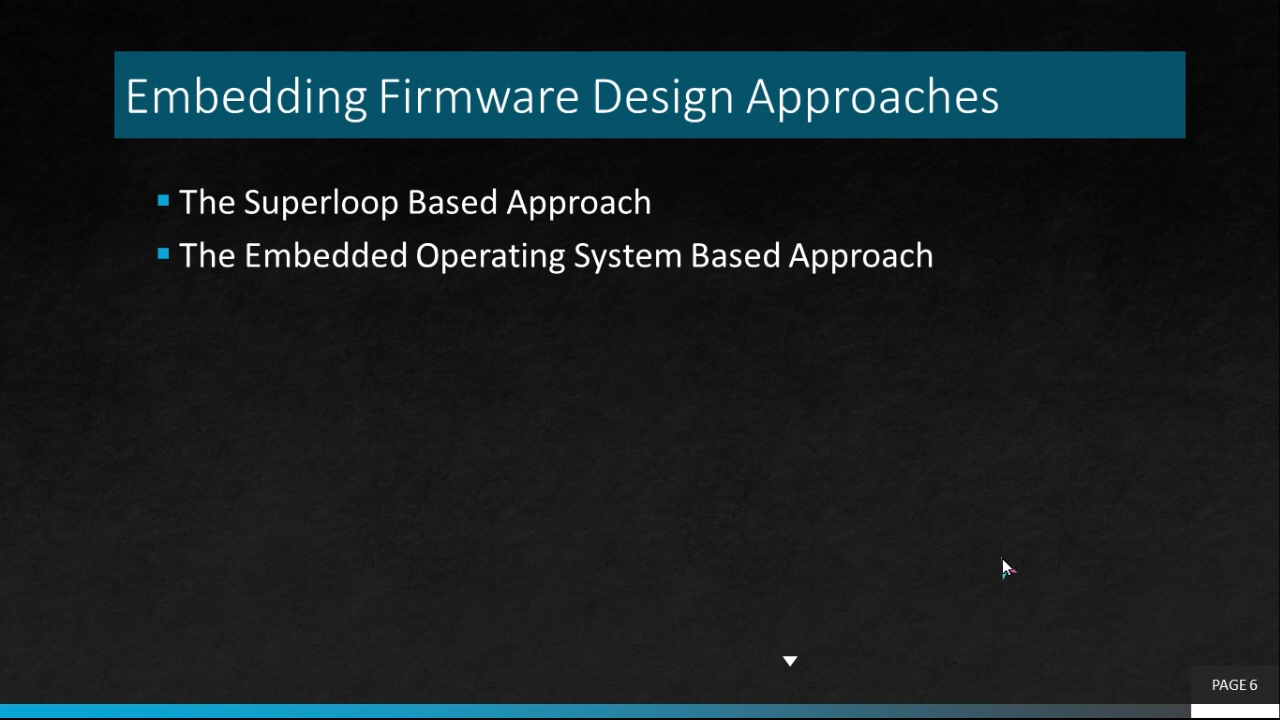 Embedding Firmware Design Approaches
The Superloop Based Approach
The Embedded Operating System Based Approach
PAGE 6